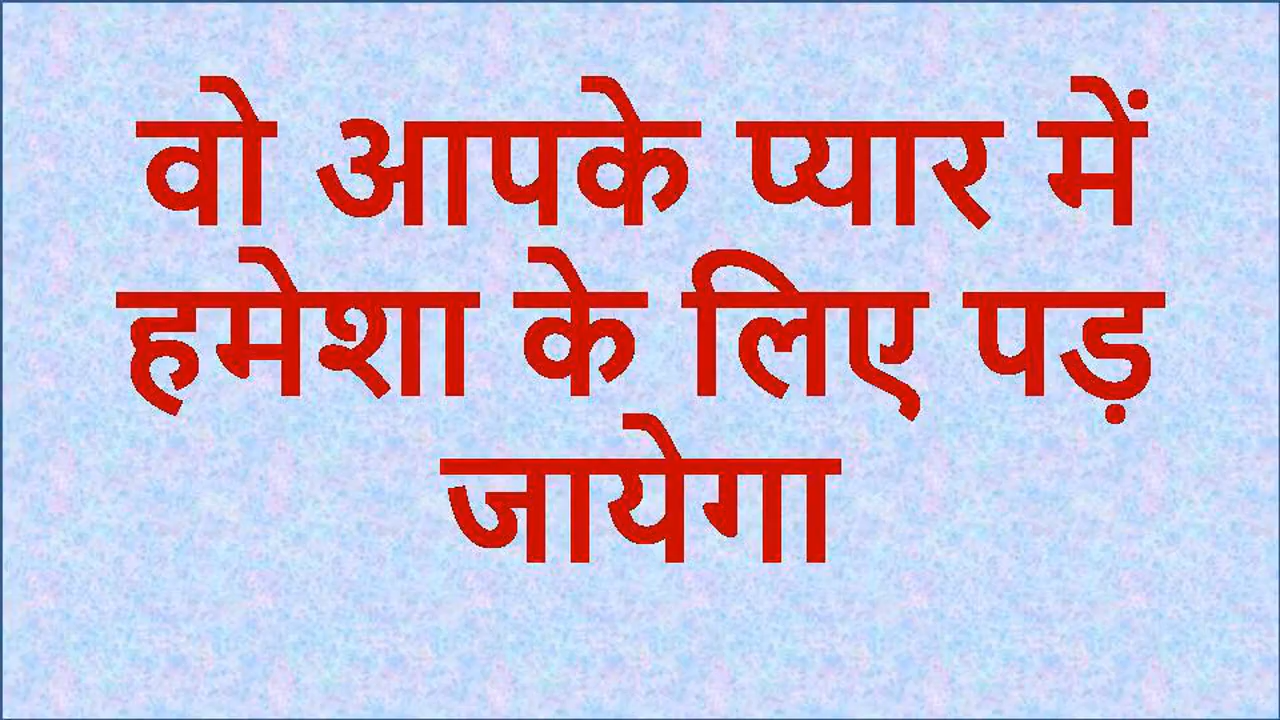 वो आपके प्यार में
हमेशा के लिए पड़
जायेगा